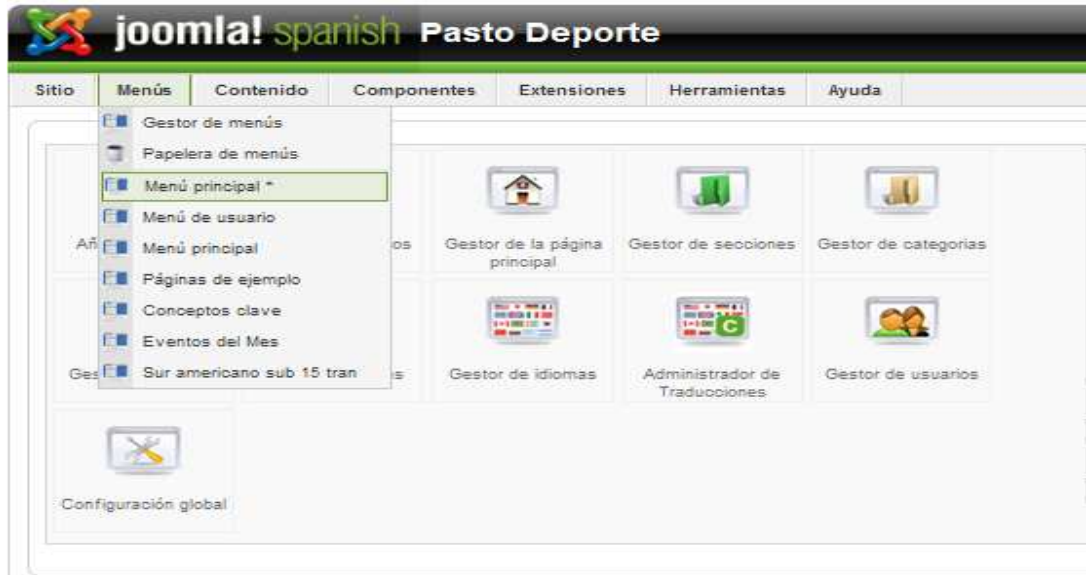 joomla! spanish Pasto Deporte
Sitio Menús Contenido Componentes Extensiones Herramientas Ayuda
Gestor de menús
Papelera de menús
Menú principal *
Menú de usuario
Menú principal
Páginas de ejemplo
Conceptos clave
Eventos del Mes
Sur americano sub 15 tran
Gestor de la página
principal
Gestor de secciones
Gestor de categorias
Gestor de idiomas
Administrador de
Traducciones
Gestor de usuarios
C
Configuración global